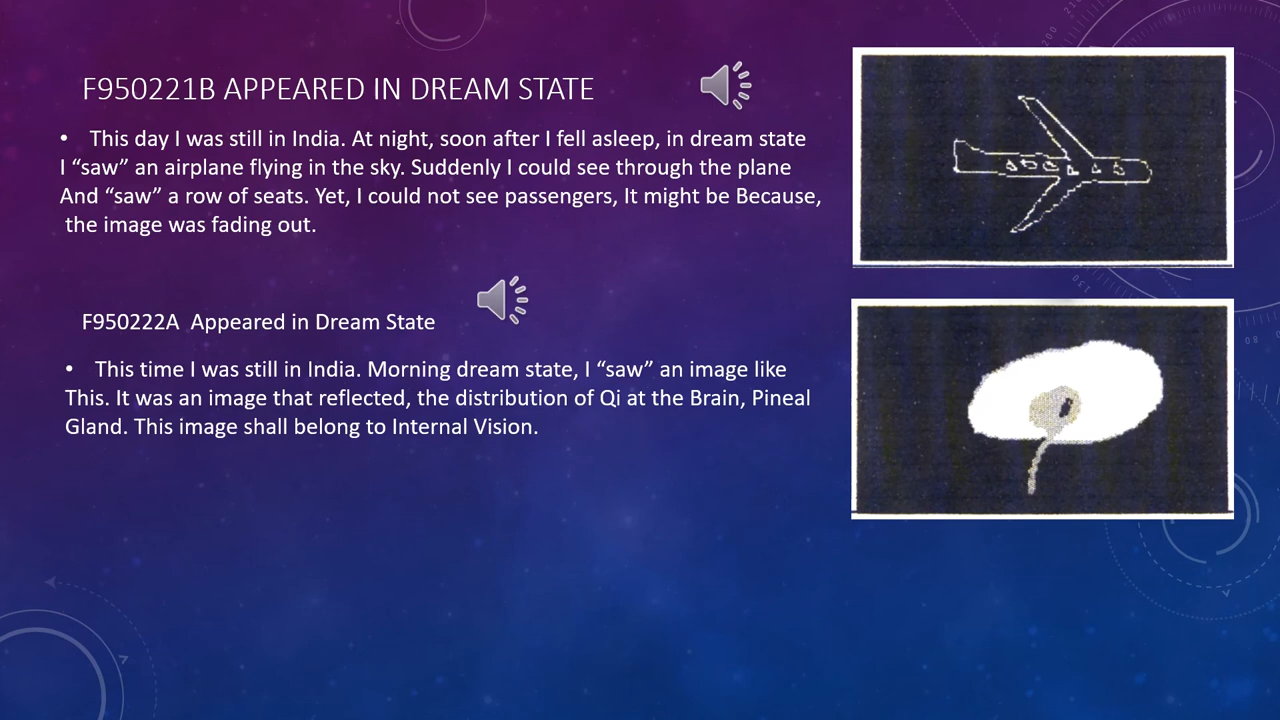 F950221B APPEARED IN DREAM STATE
• This day I was still in India. At night, soon after I fell asleep, in dream state
I “saw” an airplane flying in the sky. Suddenly I could see through the plane
And “saw” a row of seats. Yet, I could not see passengers, It might be Because,
the image was fading out.
F950222A Appeared in Dream State
• This time I was still in India. Morning dream state, I “saw” an image like
This. It was an image that reflected, the distribution of Qi at the Brain, Pineal
Gland. This image shall belong to Internal Vision.